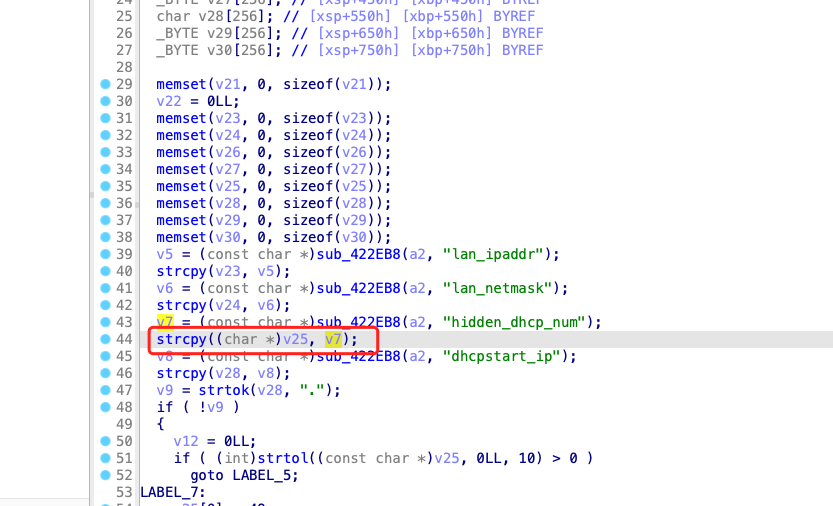 25 char v28[256]; // [xsp+550h] [xbp+550h] BYREF
26 _BYTE v29[256]; // [xsp+650h] [xbp+650h] BYREF
27 _BYTE v30[256]; // [xsp+750h] [xbp+750h] BYREF
28
29 memset(v21, 0, sizeof(v21));
30 v22 = 0LL;
31 memset(v23, 0, sizeof(v23));
32 memset(v24, 0, sizeof(v24));
33 memset(v26, 0, sizeof(v26));
34 memset(v27, 0, sizeof(v27));
35 memset(v25, 0, sizeof(v25));
36 memset(v28, 0, sizeof(v28));
37 memset(v29, 0, sizeof(v29));
38 memset(v30, 0, sizeof(v30));
39 v5 = (const char *)sub_422EB8(a2, "lan_ipaddr");
40 strcpy(v23, v5);
41 v6 = (const char *)sub_422EB8(a2, "lan_netmask");
42 strcpy(v24, v6);
43 v7 = (const char *)sub_422EB8(a2, "hidden_dhcp_num");
44 strcpy((char *)v25, v7);
45 v8 = (const char *)sub_422EB8(a2, "dhcpstart_ip");
46 strcpy(v28, v8);
47 v9 = strtok(v28, ".");
48 if ( !v9 )
49 {
50 v12 = 0LL;
51 if ( (int)strtol((const char *)v25, 0LL, 10) > 0 )
52 goto LABEL_5;
53 LABEL_7: